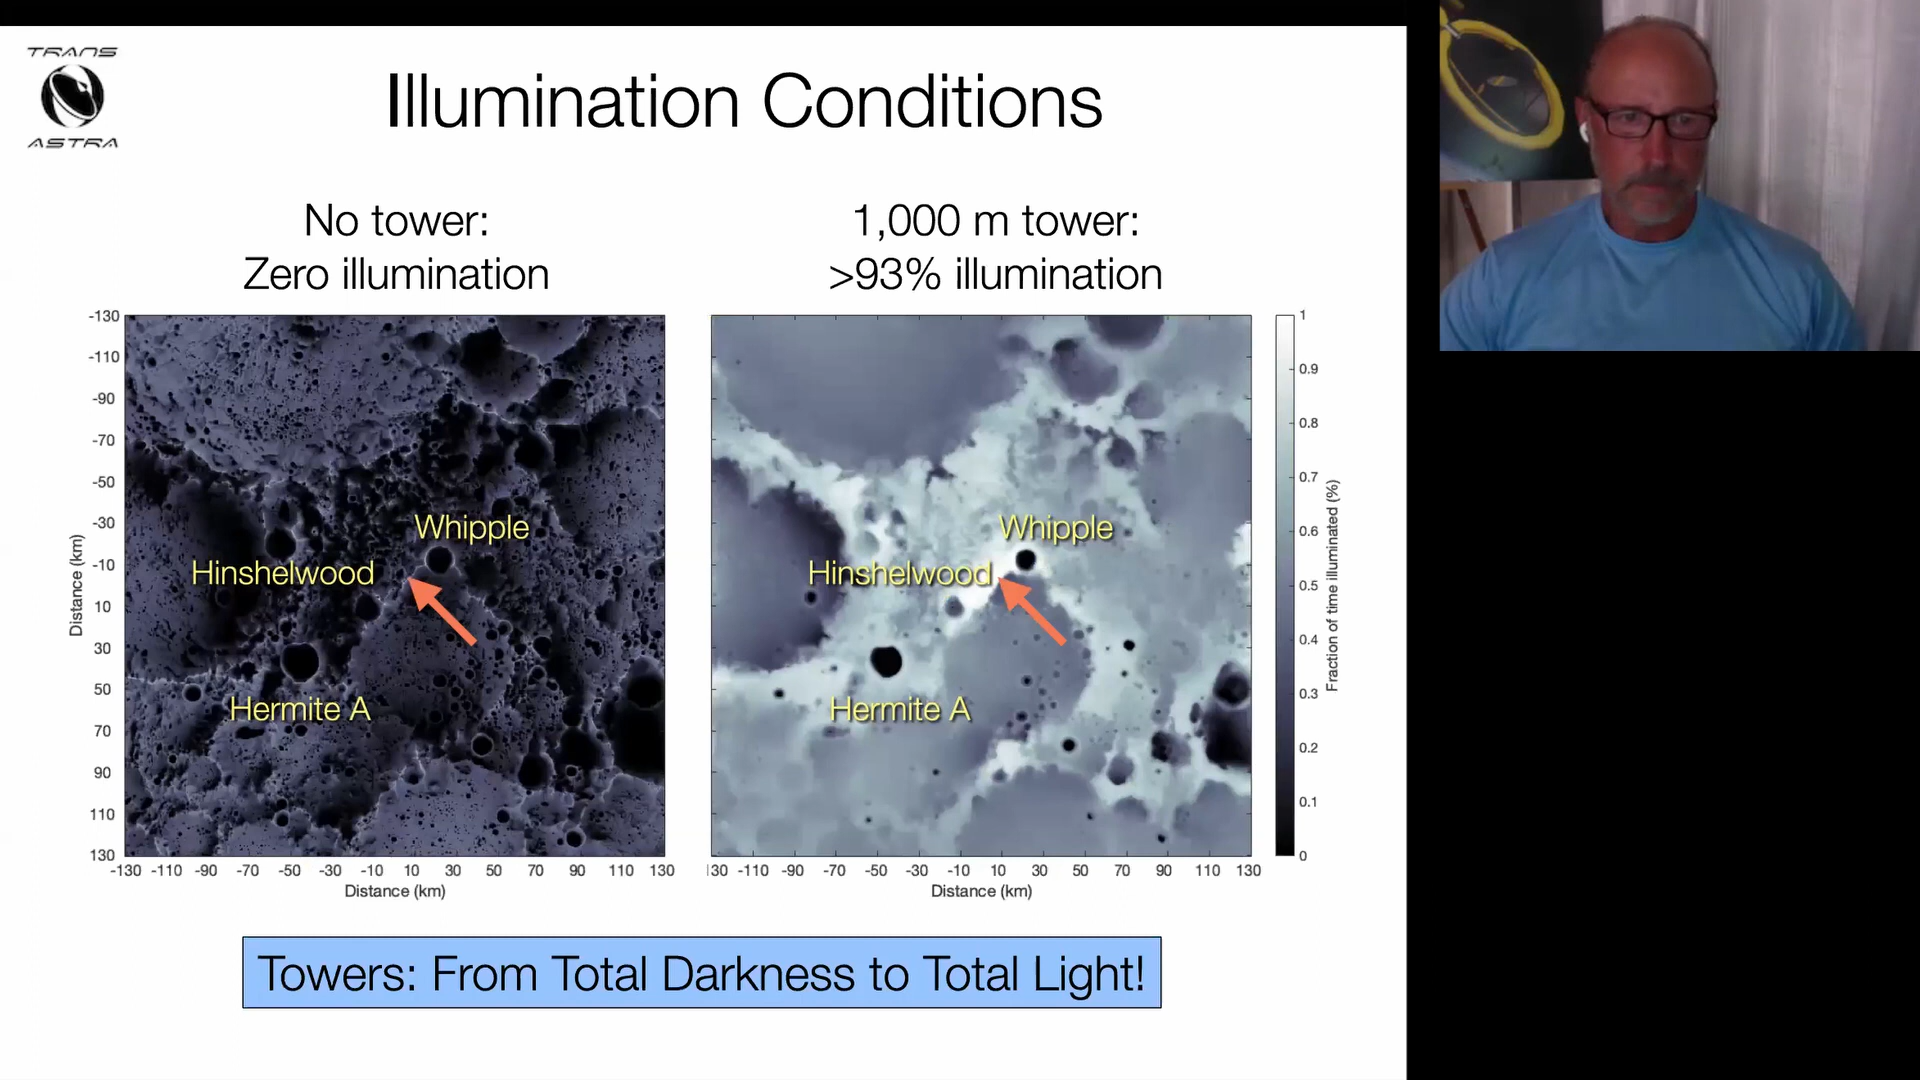 TRANS
ASTRA
Illumination Conditions
No tower:
Zero illumination
1,000 m tower:
>93% illumination
-130
-110
-90
-70
-50
-30
-10
10
30
50
70
90
110
130
Distance (km)
Whipple
Hinshelwood
Hermite A
-130 -110 -90 -70 -50 -30 -10 10 30 50 70 90 110 130
Distance (km)
Whipple
Hinshelwood
Hermite A
130 -110 -90 -70 -50 -30 -10 10 30 50 70 90 110 130
Distance (km)
1
0.9
0.8
0.7
0.6
0.5
0.4
0.3
0.2
0.1
0
Fraction of time illuminated (%)
Towers: From Total Darkness to Total Light!